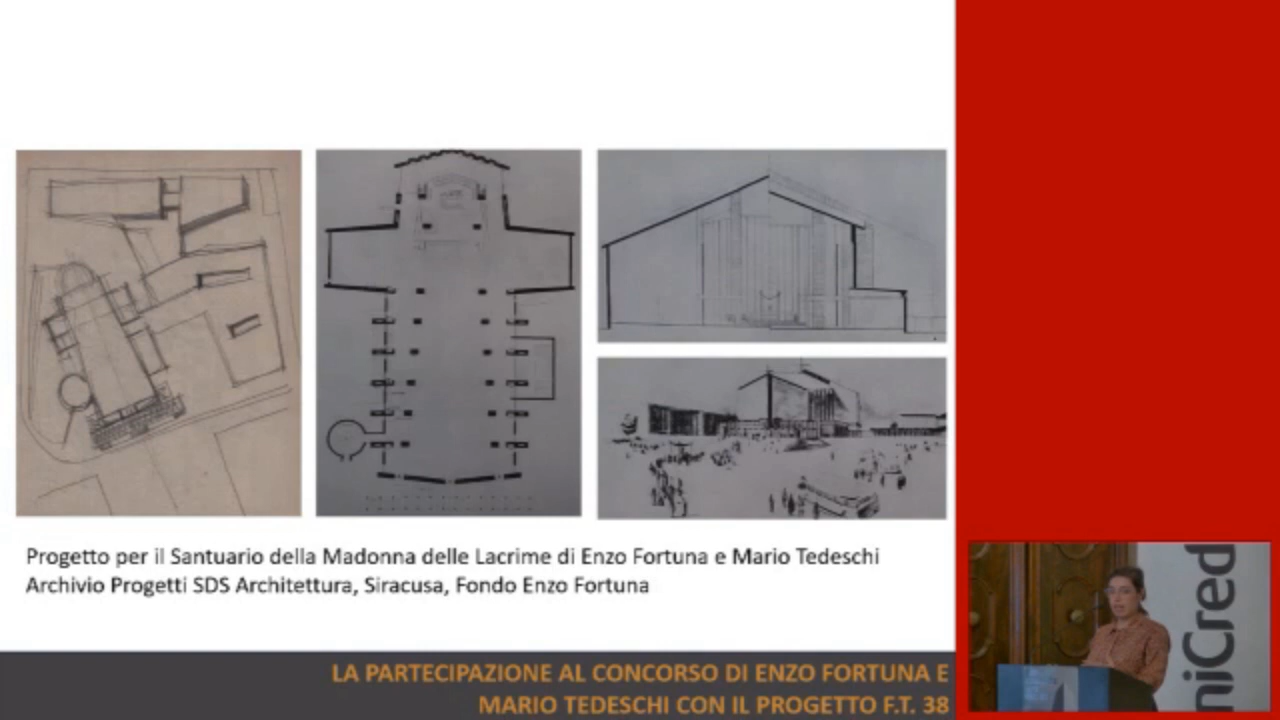 Progetto per il Santuario della Madonna delle Lacrime di Enzo Fortuna e Mario Tedeschi
Archivio Progetti SDS Architettura, Siracusa, Fondo Enzo Fortuna
LA PARTECIPAZIONE AL CONCORSO DI ENZO FORTUNA E
MARIO TEDESCHI CON IL PROGETTO F.T. 38
niCred